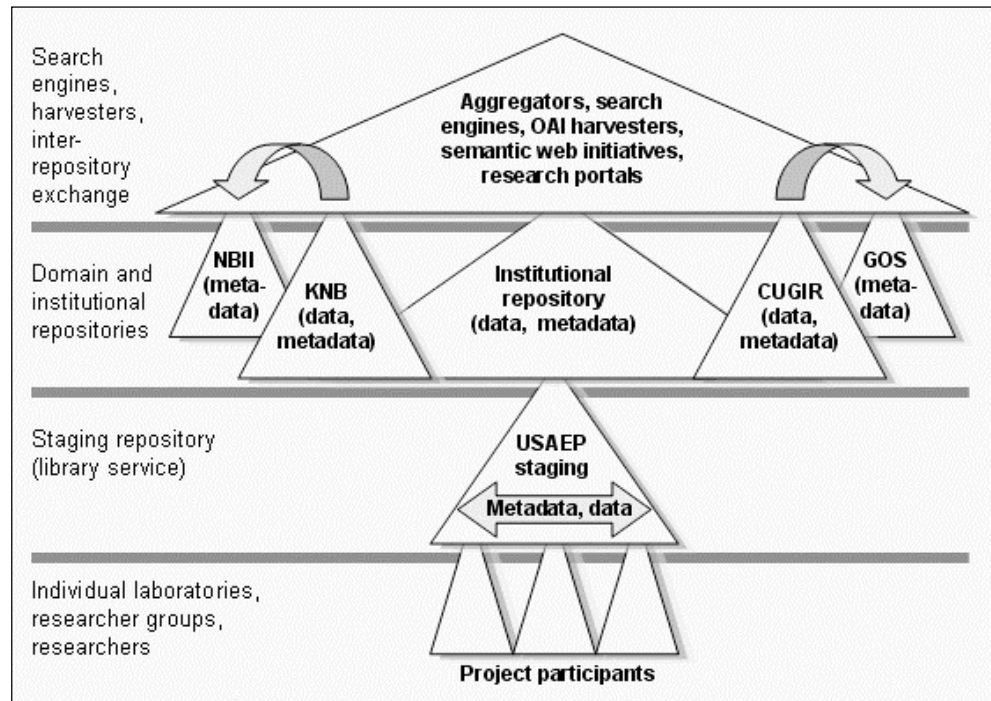 Search
engines,
harvesters,
inter-
repository
exchange
Aggregators, search
engines, OAI harvesters,
semantic web initiatives,
research portals
Domain and
institutional
repositories
NBII
(meta-
data)
KNB
(data,
metadata)
Institutional
repository
(data, metadata)
CUGIR
(data,
metadata)
GOS
(meta-
data)
Staging repository
(library service)
USAEP
staging
Metadata, data
Individual laboratories,
researcher groups,
researchers
Project participants